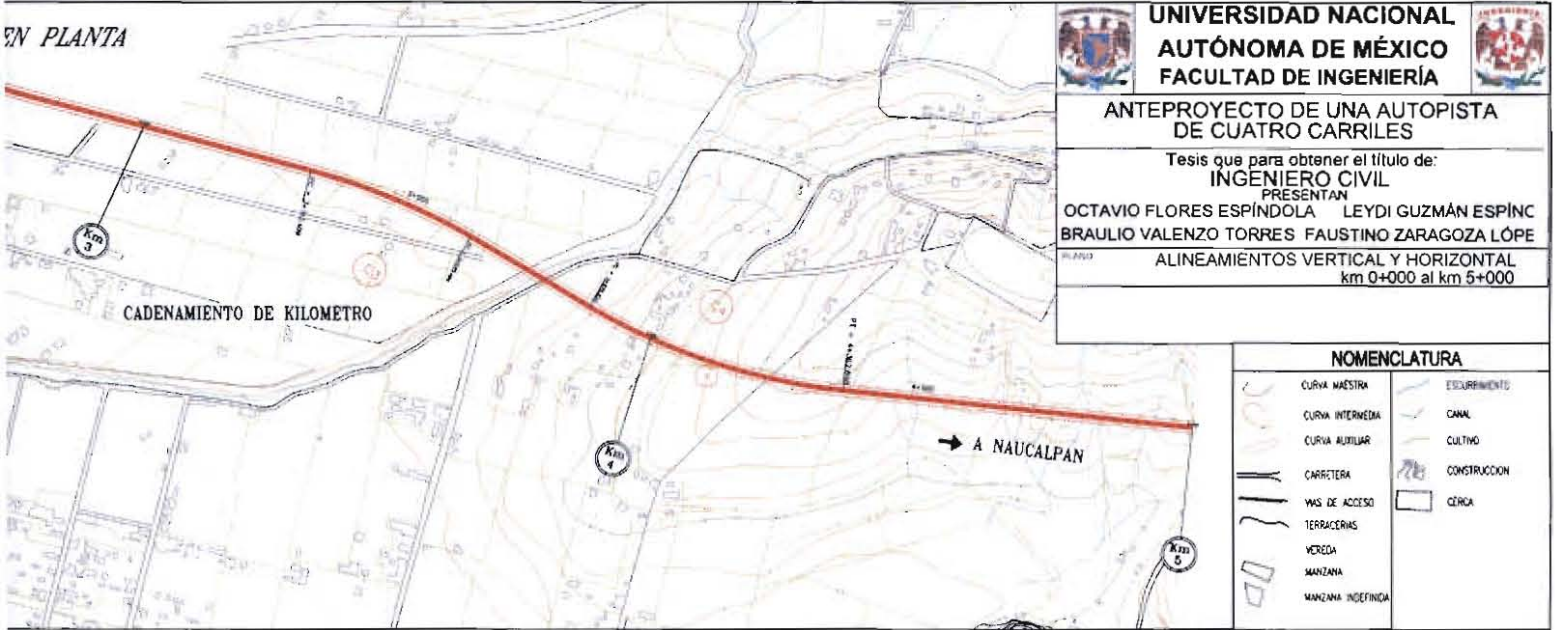 EN PLANTA
Km
3
CADENAMIENTO DE KILOMETRO
Km
4
A NAUCALPAN
Km
5
UNIVERSIDAD NACIONAL
AUTÓNOMA DE MÉXICO
FACULTAD DE INGENIERÍA
ANTEPROYECTO DE UNA AUTOPISTA
DE CUATRO CARRILES
Tesis que para obtener el título de:
INGENIERO CIVIL
PRESENTAN
OCTAVIO FLORES ESPÍNDOLA LEYDI GUZMÁN ESPÍNC
BRAULIO VALENZO TORRES FAUSTINO ZARAGOZA LÓPE
PLANO
ALINEAMIENTOS VERTICAL Y HORIZONTAL
km 0+000 al km 5+000
NOMENCLATURA
CURVA MAESTRA
CURVA INTERMEDIA
CURVA AUXILIAR
CARRETERA
VIAS DE ACCESO
TERRACERIAS
VEREDA
MANZANA
MANZANA INDEFINIDA
ESCURRIMIENTO
CANAL
CULTIVO
CONSTRUCCION
CERCA